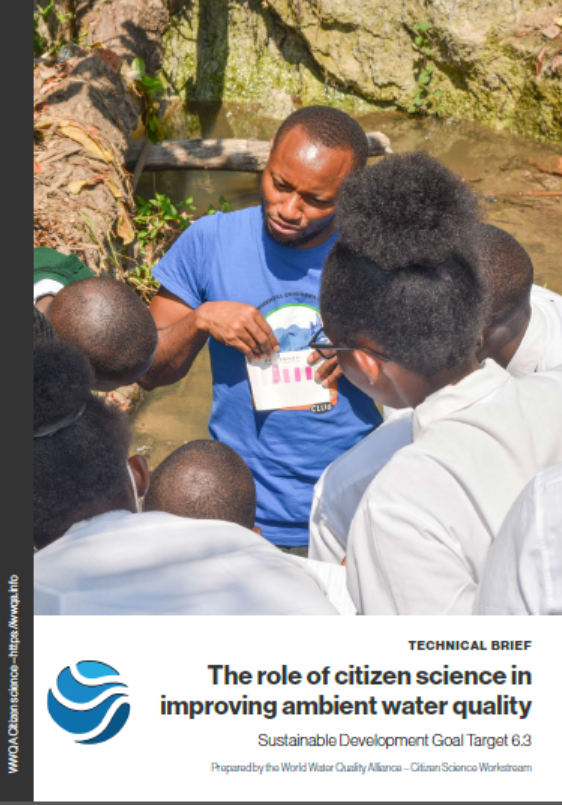 CLUB
TECHNICAL BRIEF
The role of citizen science in
improving ambient water quality
Sustainable Development Goal Target 6.3
Prepared by the World Water Quality Alliance – Citizen Science Workstream
WWQA Citizen science – https://wwqa.info